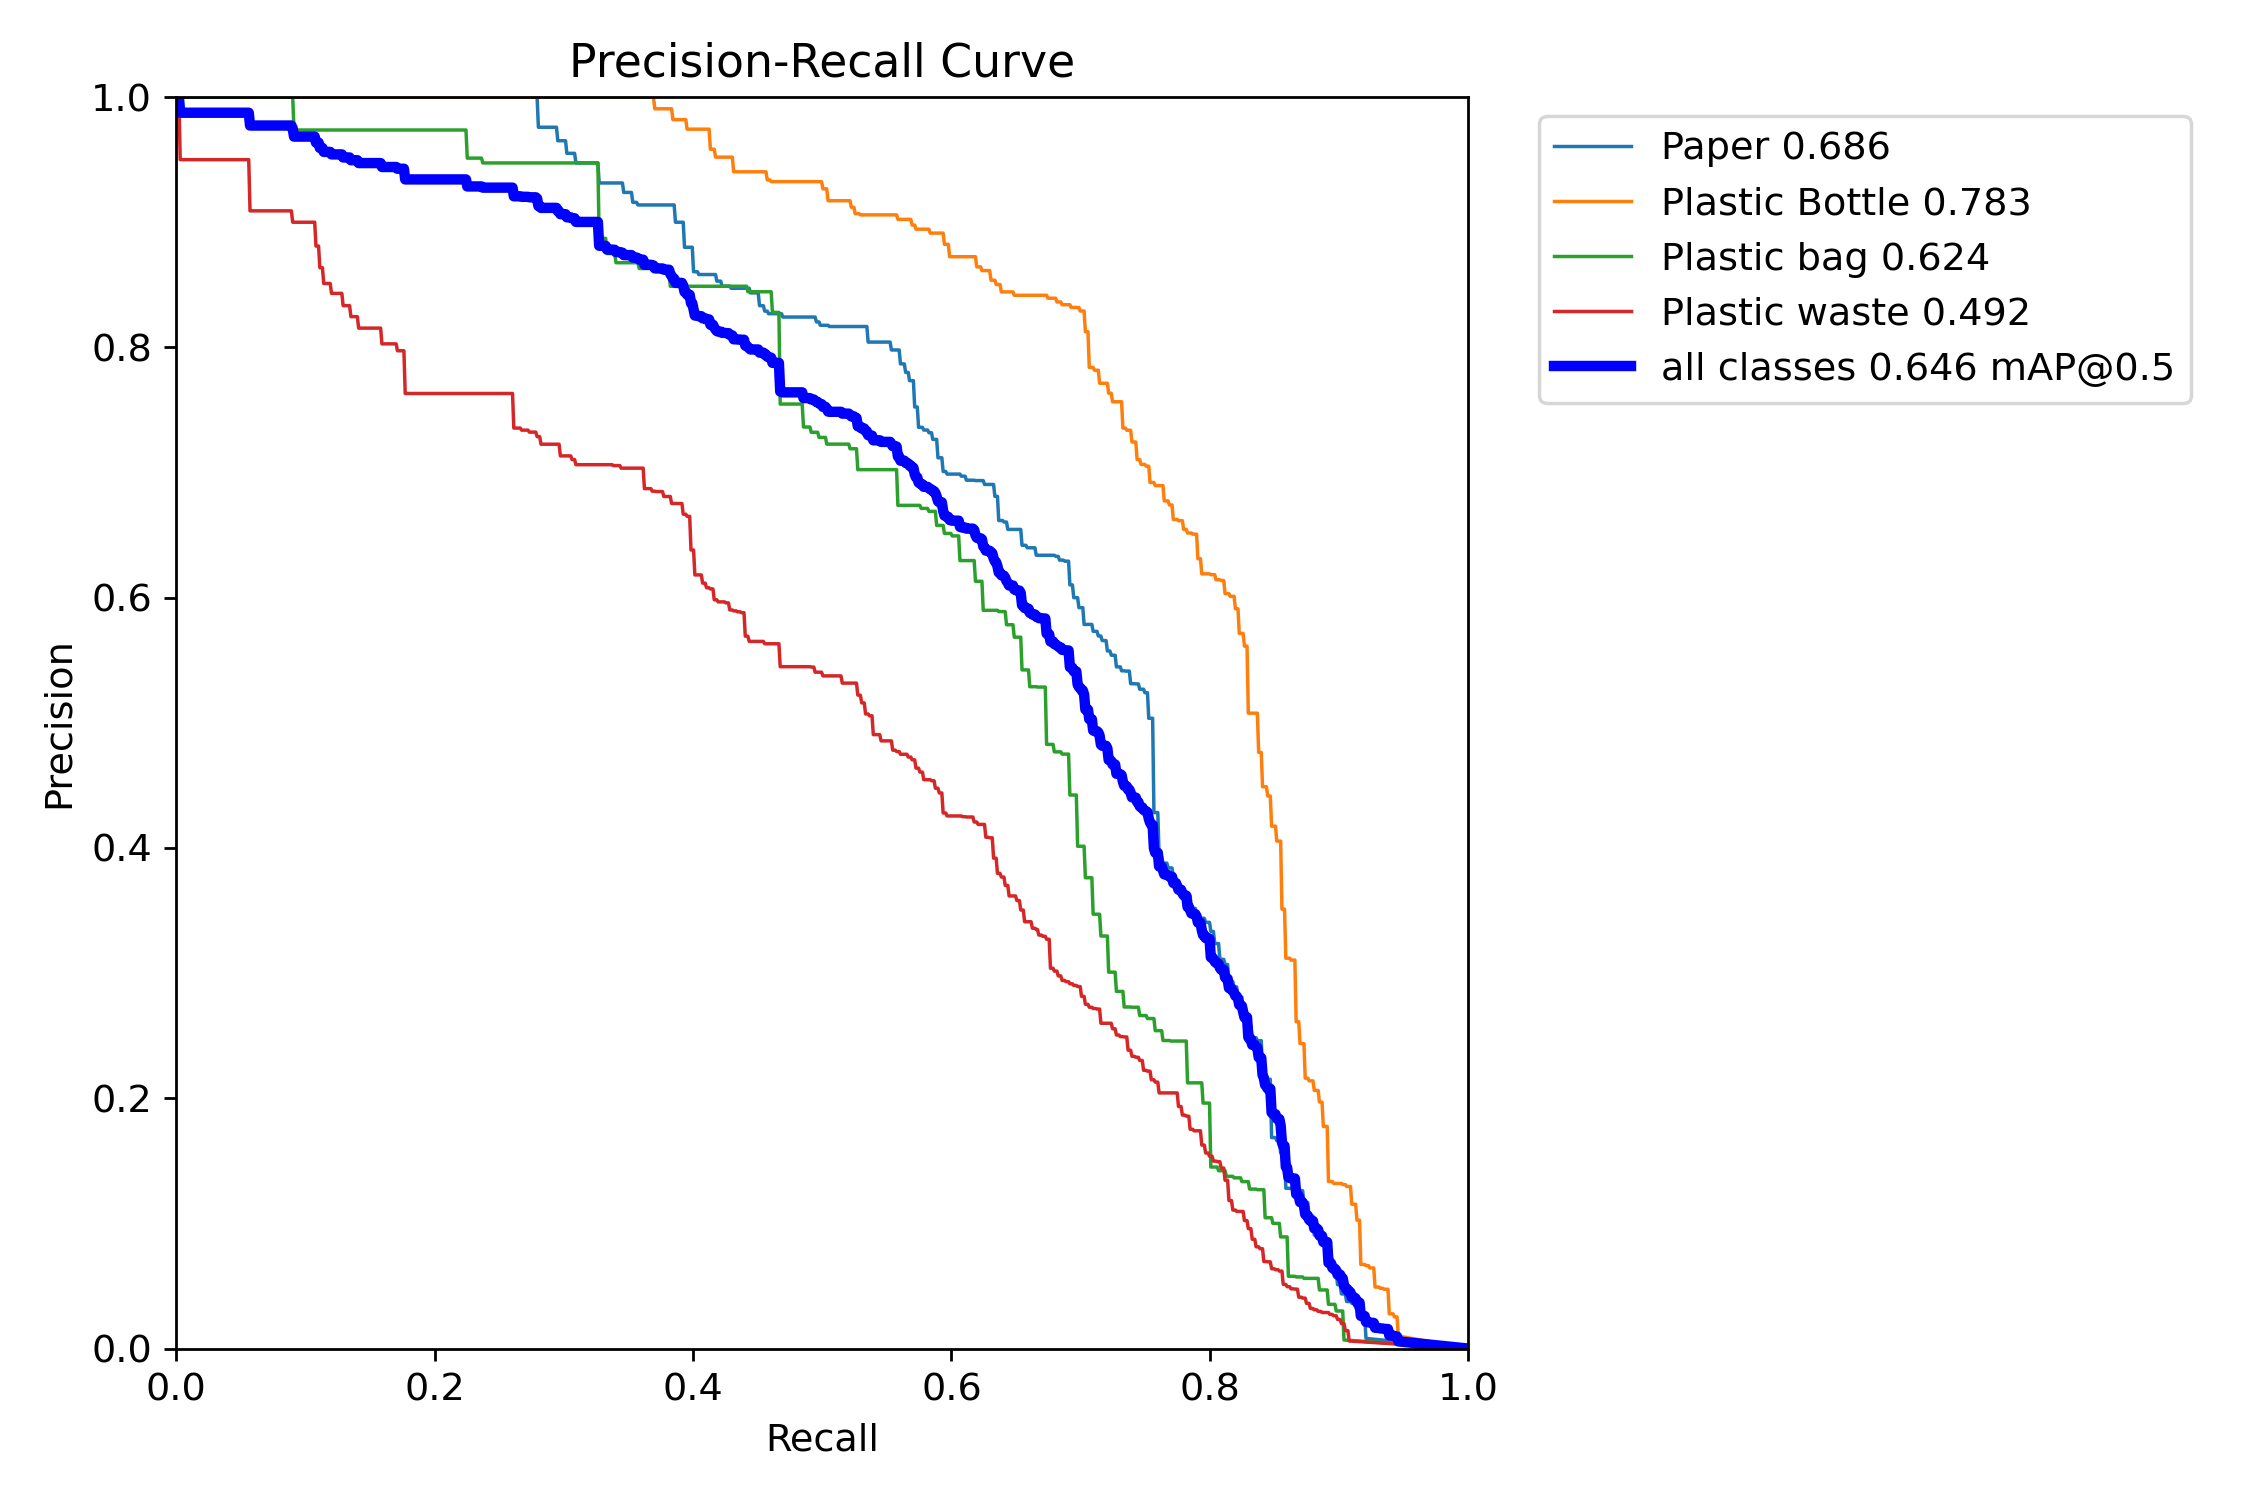 Precision-Recall Curve
1.0
0.8
0.6
0.4
0.2
0.0
Precision
0.0 0.2 0.4 0.6 0.8 1.0
Recall
Paper 0.686
Plastic Bottle 0.783
Plastic bag 0.624
Plastic waste 0.492
all classes 0.646 mAP@0.5